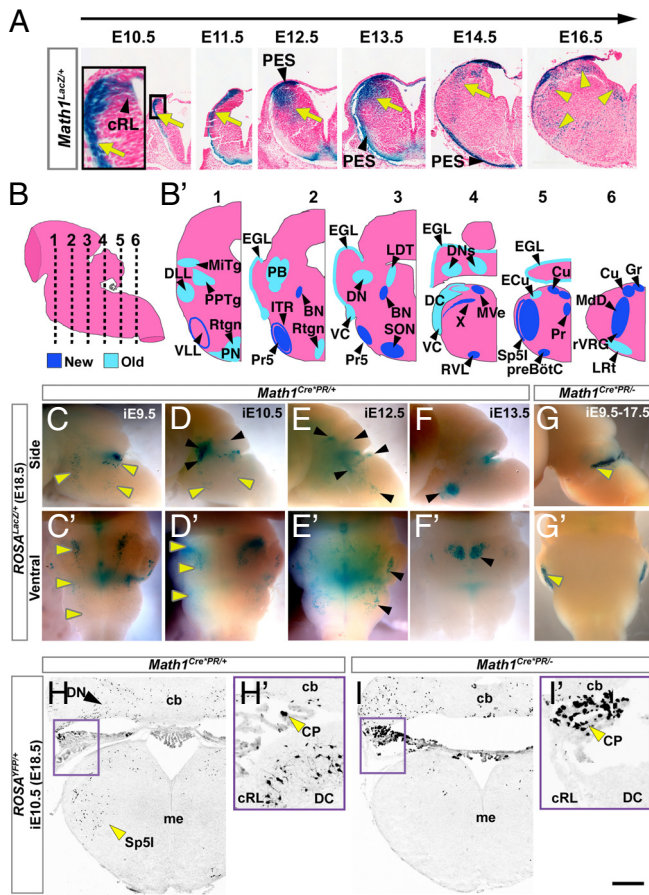 A
E10.5 E11.5 E12.5 E13.5 E14.5 E16.5
Math1LacZ/+
PES
cRL
PES
PES
B
1 2 3 4 5 6
New
Old
B'
1 2 3 4 5 6
DLL
MiTg
PPTg
Rtgn
VLL
PN
EGL
PB
ITR
BN
Pr5
Rtgn
EGL
LDT
DN
BN
VC
SON
Pr5
EGL
DNs
DC
MVe
X
VC
RVL
EGL
ECu
Cu
Pr
Sp5I
preBötC
Cu
Gr
MdD
rVRG
LRt
Math1Cre*PR/+
Math1Cre*PR/-
ROSALacZ/+ (E18.5)
Side
C iE9.5
D iE10.5
E iE12.5
F iE13.5
G iE9.5-17.5
Ventral
C'
D'
E'
F'
G'
Math1Cre*PR/+
Math1Cre*PR/-
ROSAYFP/+
iE10.5 (E18.5)
H
DN
cb
me
Sp5I
H'
cb
CP
cRL
DC
I
cb
me
I'
cb
CP
cRL
DC